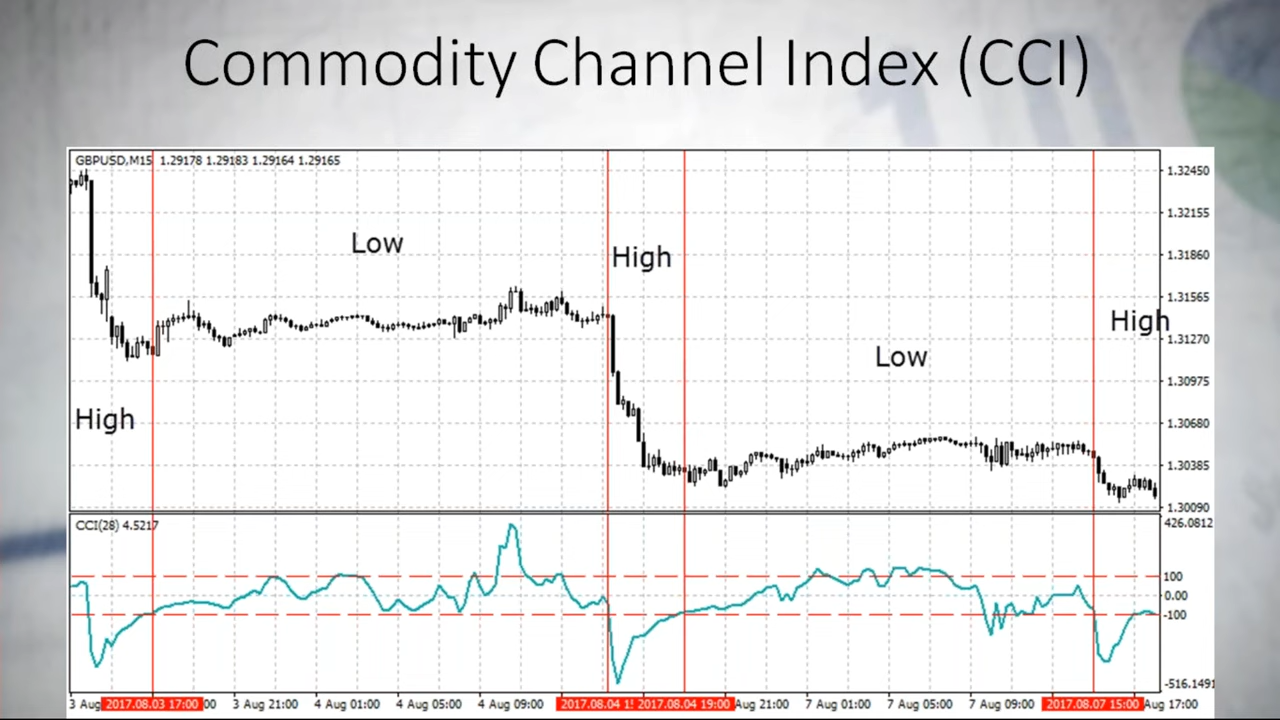 Commodity Channel Index (CCI)
GBPUSD,M15 1.29178 1.29183 1.29164 1.29165
1.32450
1.32155
Low
High
1.31860
1.31565
High
1.31270
Low
1.30975
High
1.30680
1.30385
1.30090
CCI(28) 4.5217
426.0812
100
0.00
-100
-516.1491
3 Aug 2017.08.03 17:00 00 3 Aug 21:00 4 Aug 01:00 4 Aug 05:00 4 Aug 09:00 2017.08.04 1 2017.08.04 19:00 Aug 21:00 7 Aug 01:00 7 Aug 05:00 7 Aug 09:00 2017.08.07 15:00 Aug 17:00